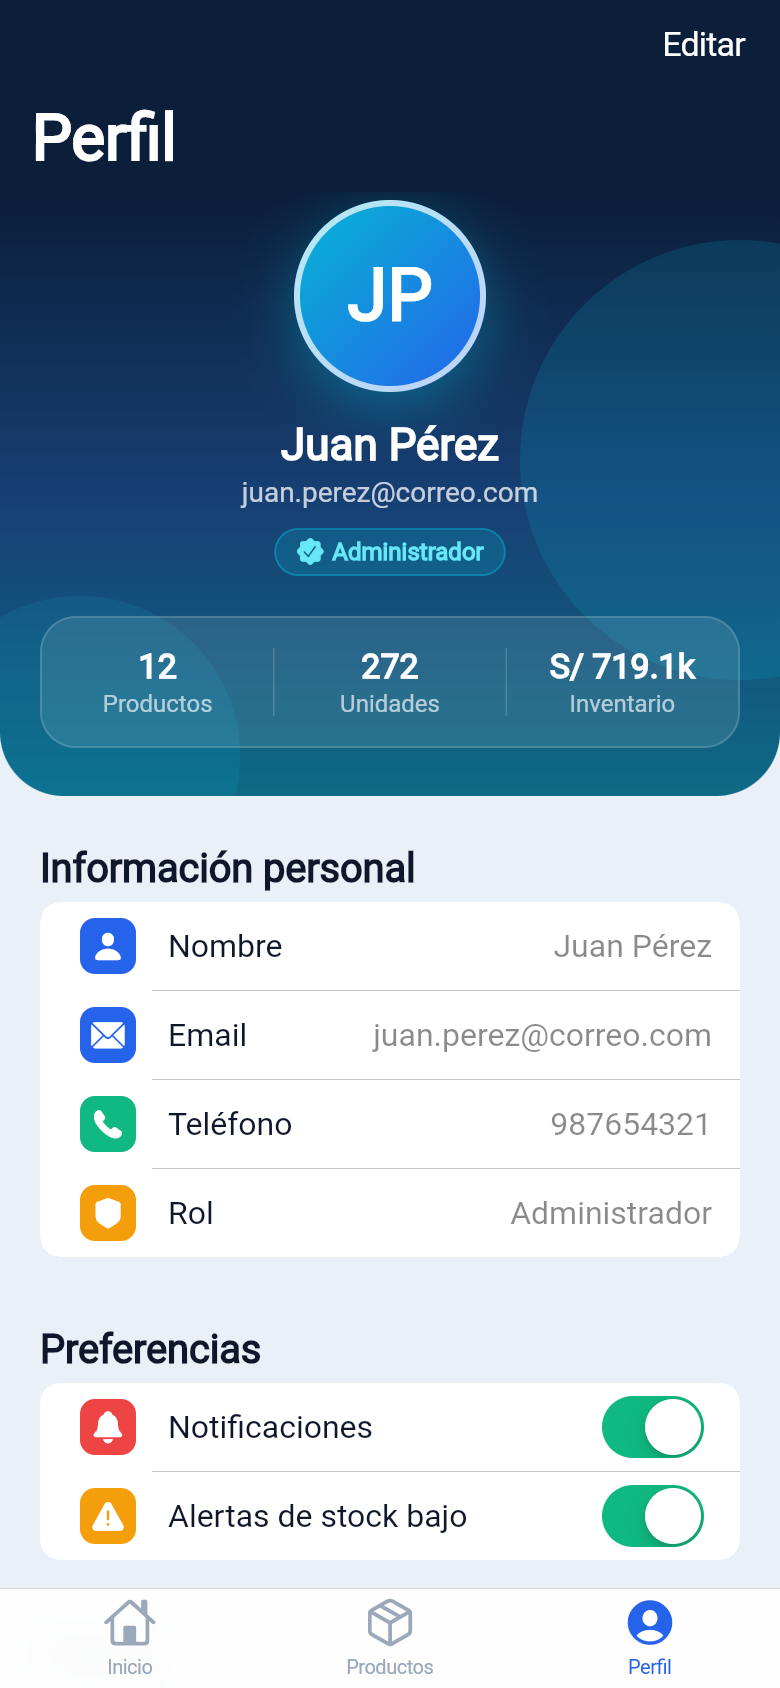 Editar
Perfil
JP
Juan Pérez
juan.perez@correo.com
Administrador
12 272 S/ 719.1k
Productos Unidades Inventario
Información personal
Nombre Juan Pérez
Email juan.perez@correo.com
Teléfono 987654321
Rol Administrador
Preferencias
Notificaciones
Alertas de stock bajo
Inicio Productos Perfil